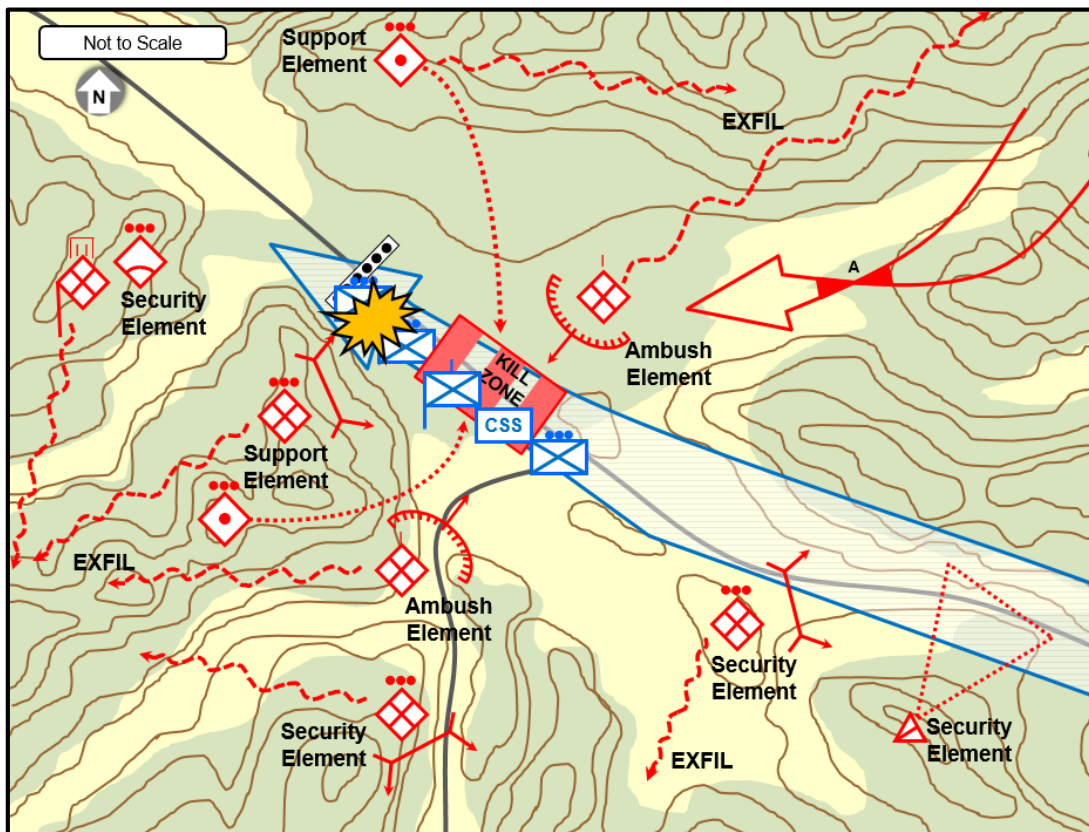 Not to Scale
N
Support
Element
EXFIL
A
Security
Element
Ambush
Element
KILL
ZONE
CSS
Support
Element
EXFIL
Ambush
Element
Security
Element
Security
Element
EXFIL
Security
Element